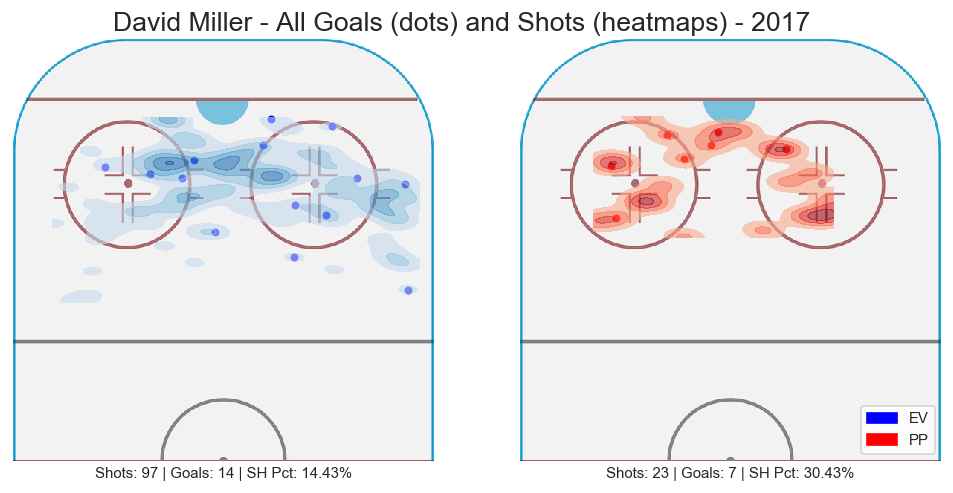 David Miller - All Goals (dots) and Shots (heatmaps) - 2017
EV
PP
Shots: 97 | Goals: 14 | SH Pct: 14.43%
Shots: 23 | Goals: 7 | SH Pct: 30.43%